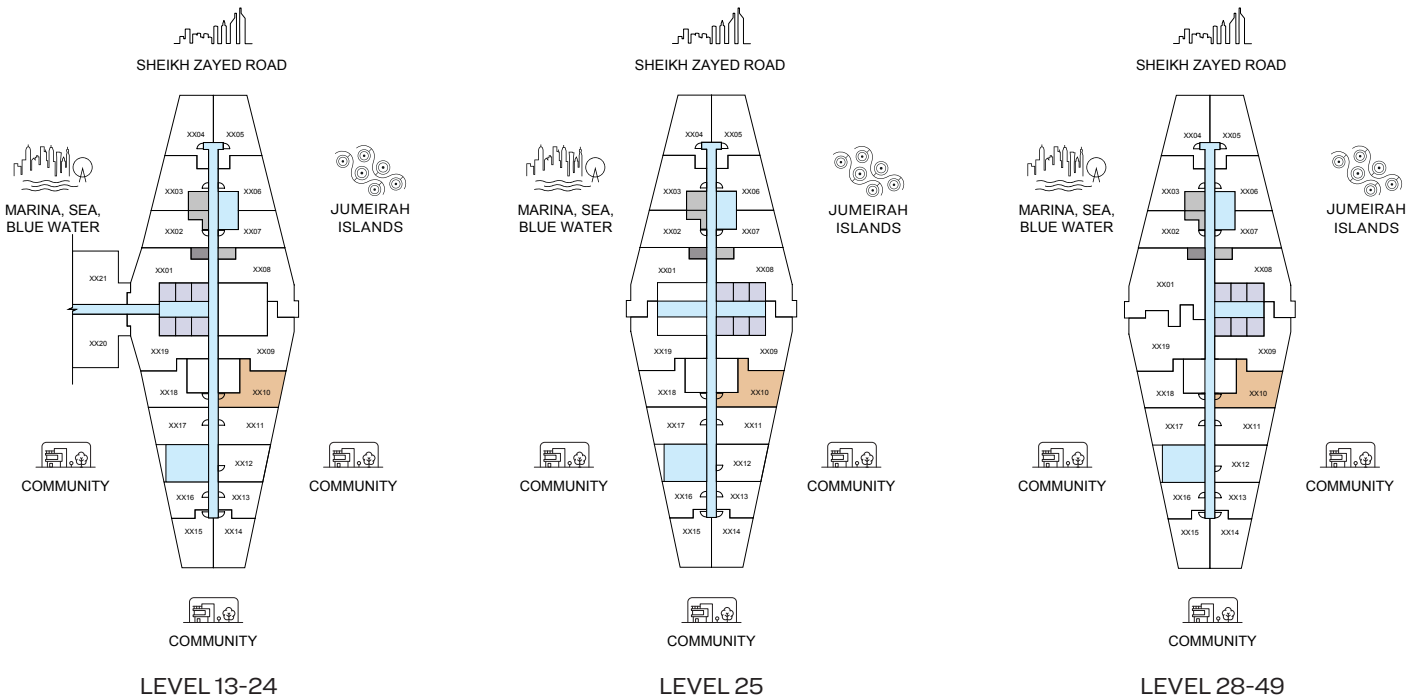 SHEIKH ZAYED ROAD
XX04
XX05
MARINA, SEA,
BLUE WATER
XX03
XX06
JUMEIRAH
ISLANDS
XX02
XX07
XX21
XX01
XX08
XX20
XX19
XX09
XX18
XX10
XX17
XX11
COMMUNITY
XX12
COMMUNITY
XX16
XX13
XX15
XX14
COMMUNITY
LEVEL 13-24
SHEIKH ZAYED ROAD
XX04
XX05
MARINA, SEA,
BLUE WATER
XX03
XX06
JUMEIRAH
ISLANDS
XX02
XX07
XX01
XX08
XX19
XX09
XX18
XX10
XX17
XX11
COMMUNITY
XX12
COMMUNITY
XX16
XX13
XX15
XX14
COMMUNITY
LEVEL 25
SHEIKH ZAYED ROAD
XX04
XX05
MARINA, SEA,
BLUE WATER
XX03
XX06
JUMEIRAH
ISLANDS
XX02
XX07
XX01
XX08
XX19
XX09
XX18
XX10
XX17
XX11
COMMUNITY
XX12
COMMUNITY
XX16
XX13
XX15
XX14
COMMUNITY
LEVEL 28-49